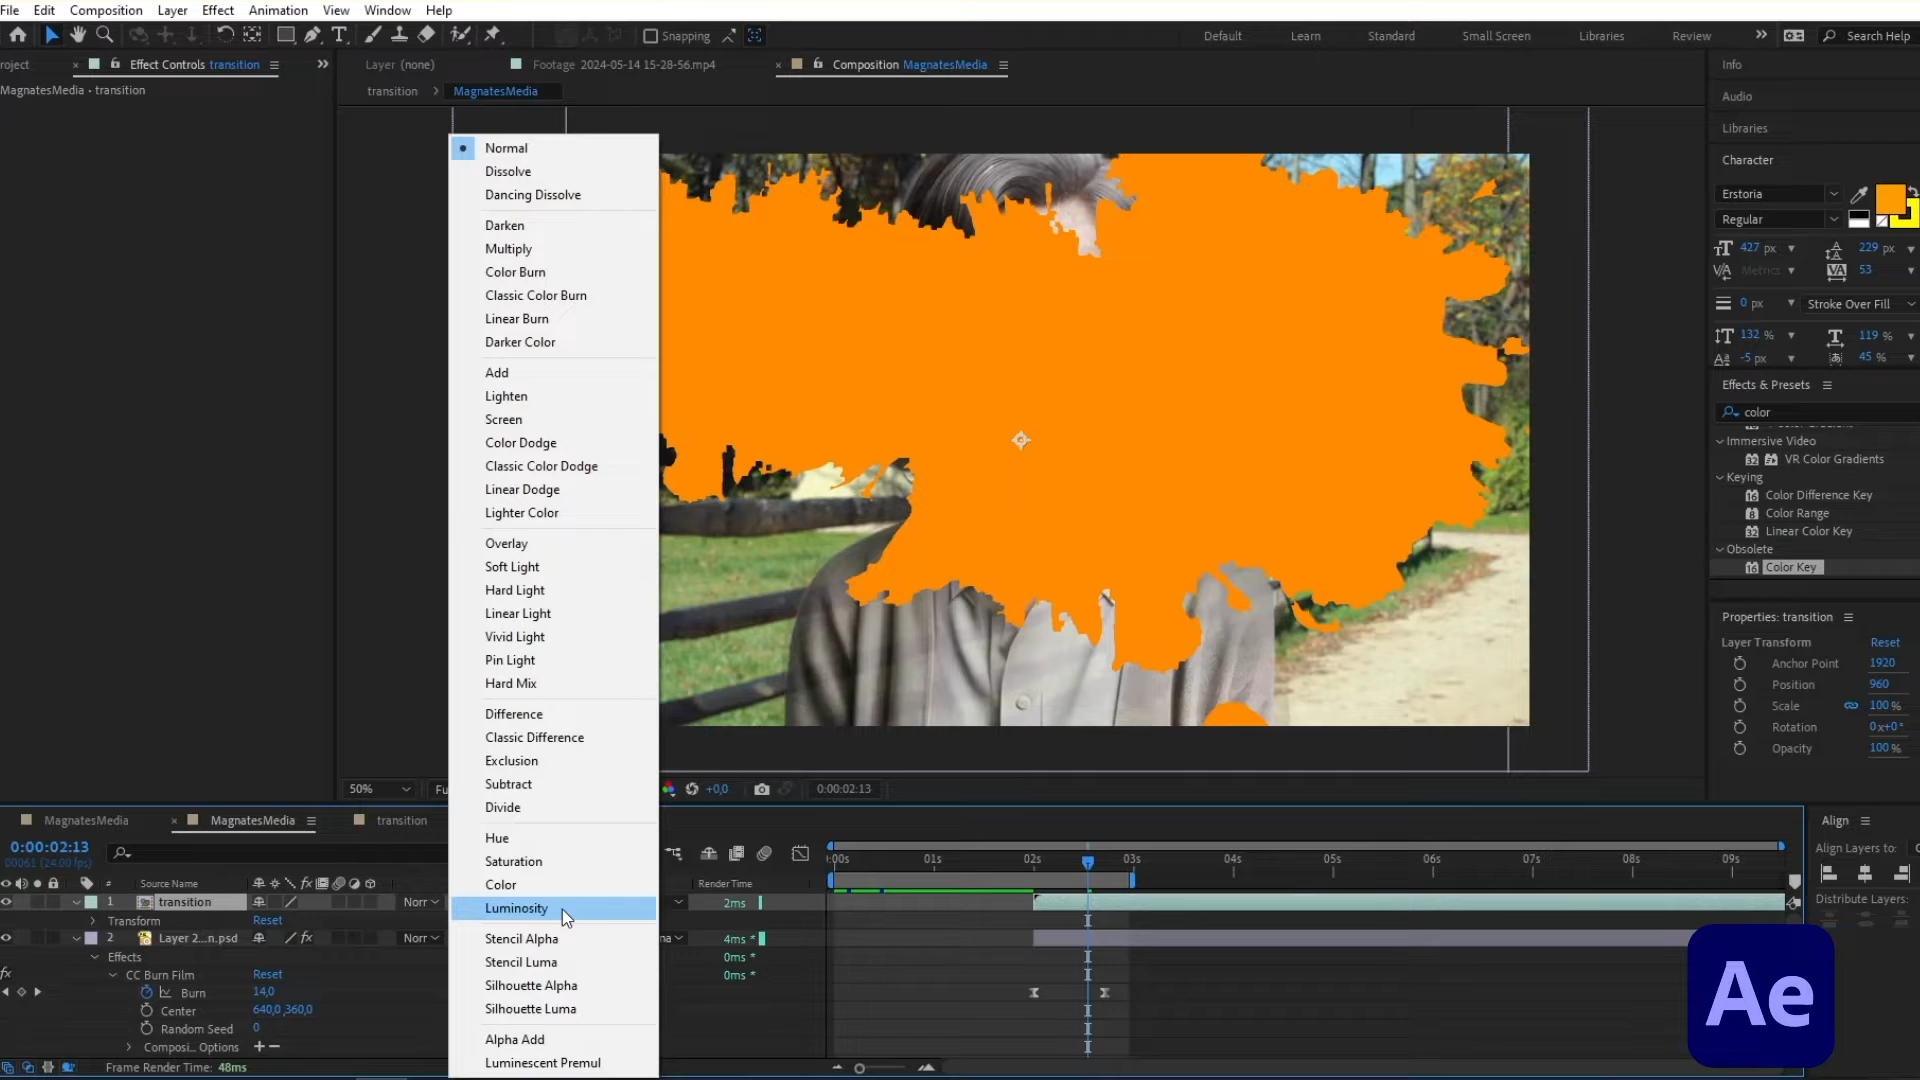 File Edit Composition Layer Effect Animation View Window Help
Snapping Default Learn Standard Small Screen Libraries Review Search Help
roject Effect Controls transition Layer (none) Footage 2024-05-14 15-28-56.mp4 Composition MagnatesMedia Info
MagnatesMedia • transition transition MagnatesMedia
Audio
Libraries
Character
Erstoria
Regular
427 px 229 px
Metrics 53
0 px Stroke Over Fill
132 % 119 %
-5 px 45 %
Effects & Presets
color
Immersive Video
VR Color Gradients
Keying
Color Difference Key
Color Range
Linear Color Key
Obsolete
Color Key
Properties: transition
Layer Transform Reset
Anchor Point 1920
Position 960
Scale 100 %
Rotation 0x+0°
Opacity 100 %
Normal
Dissolve
Dancing Dissolve
Darken
Multiply
Color Burn
Classic Color Burn
Linear Burn
Darker Color
Add
Lighten
Screen
Color Dodge
Classic Color Dodge
Linear Dodge
Lighter Color
Overlay
Soft Light
Hard Light
Linear Light
Vivid Light
Pin Light
Hard Mix
Difference
Classic Difference
Exclusion
Subtract
Divide
Hue
Saturation
Color
Luminosity
Stencil Alpha
Stencil Luma
Silhouette Alpha
Silhouette Luma
Alpha Add
Luminescent Premul
50% Fu +0,0 0:00:02:13
MagnatesMedia MagnatesMedia transition Align
0:00:02:13
00061 (24.00 fps)
:00s 01s 02s 03s 04s 05s 06s 07s 08s 09s
Align Layers to:
# Source Name Render Time
1 transition Norr 2ms
Distribute Layers:
Transform Reset
2 Layer 2...n.psd Norr na 4ms *
Effects 0ms *
CC Burn Film Reset 0ms *
Burn 14,0
Center 640,0,360,0
Random Seed 0
Composi... Options + −
Frame Render Time: 48ms
Ae